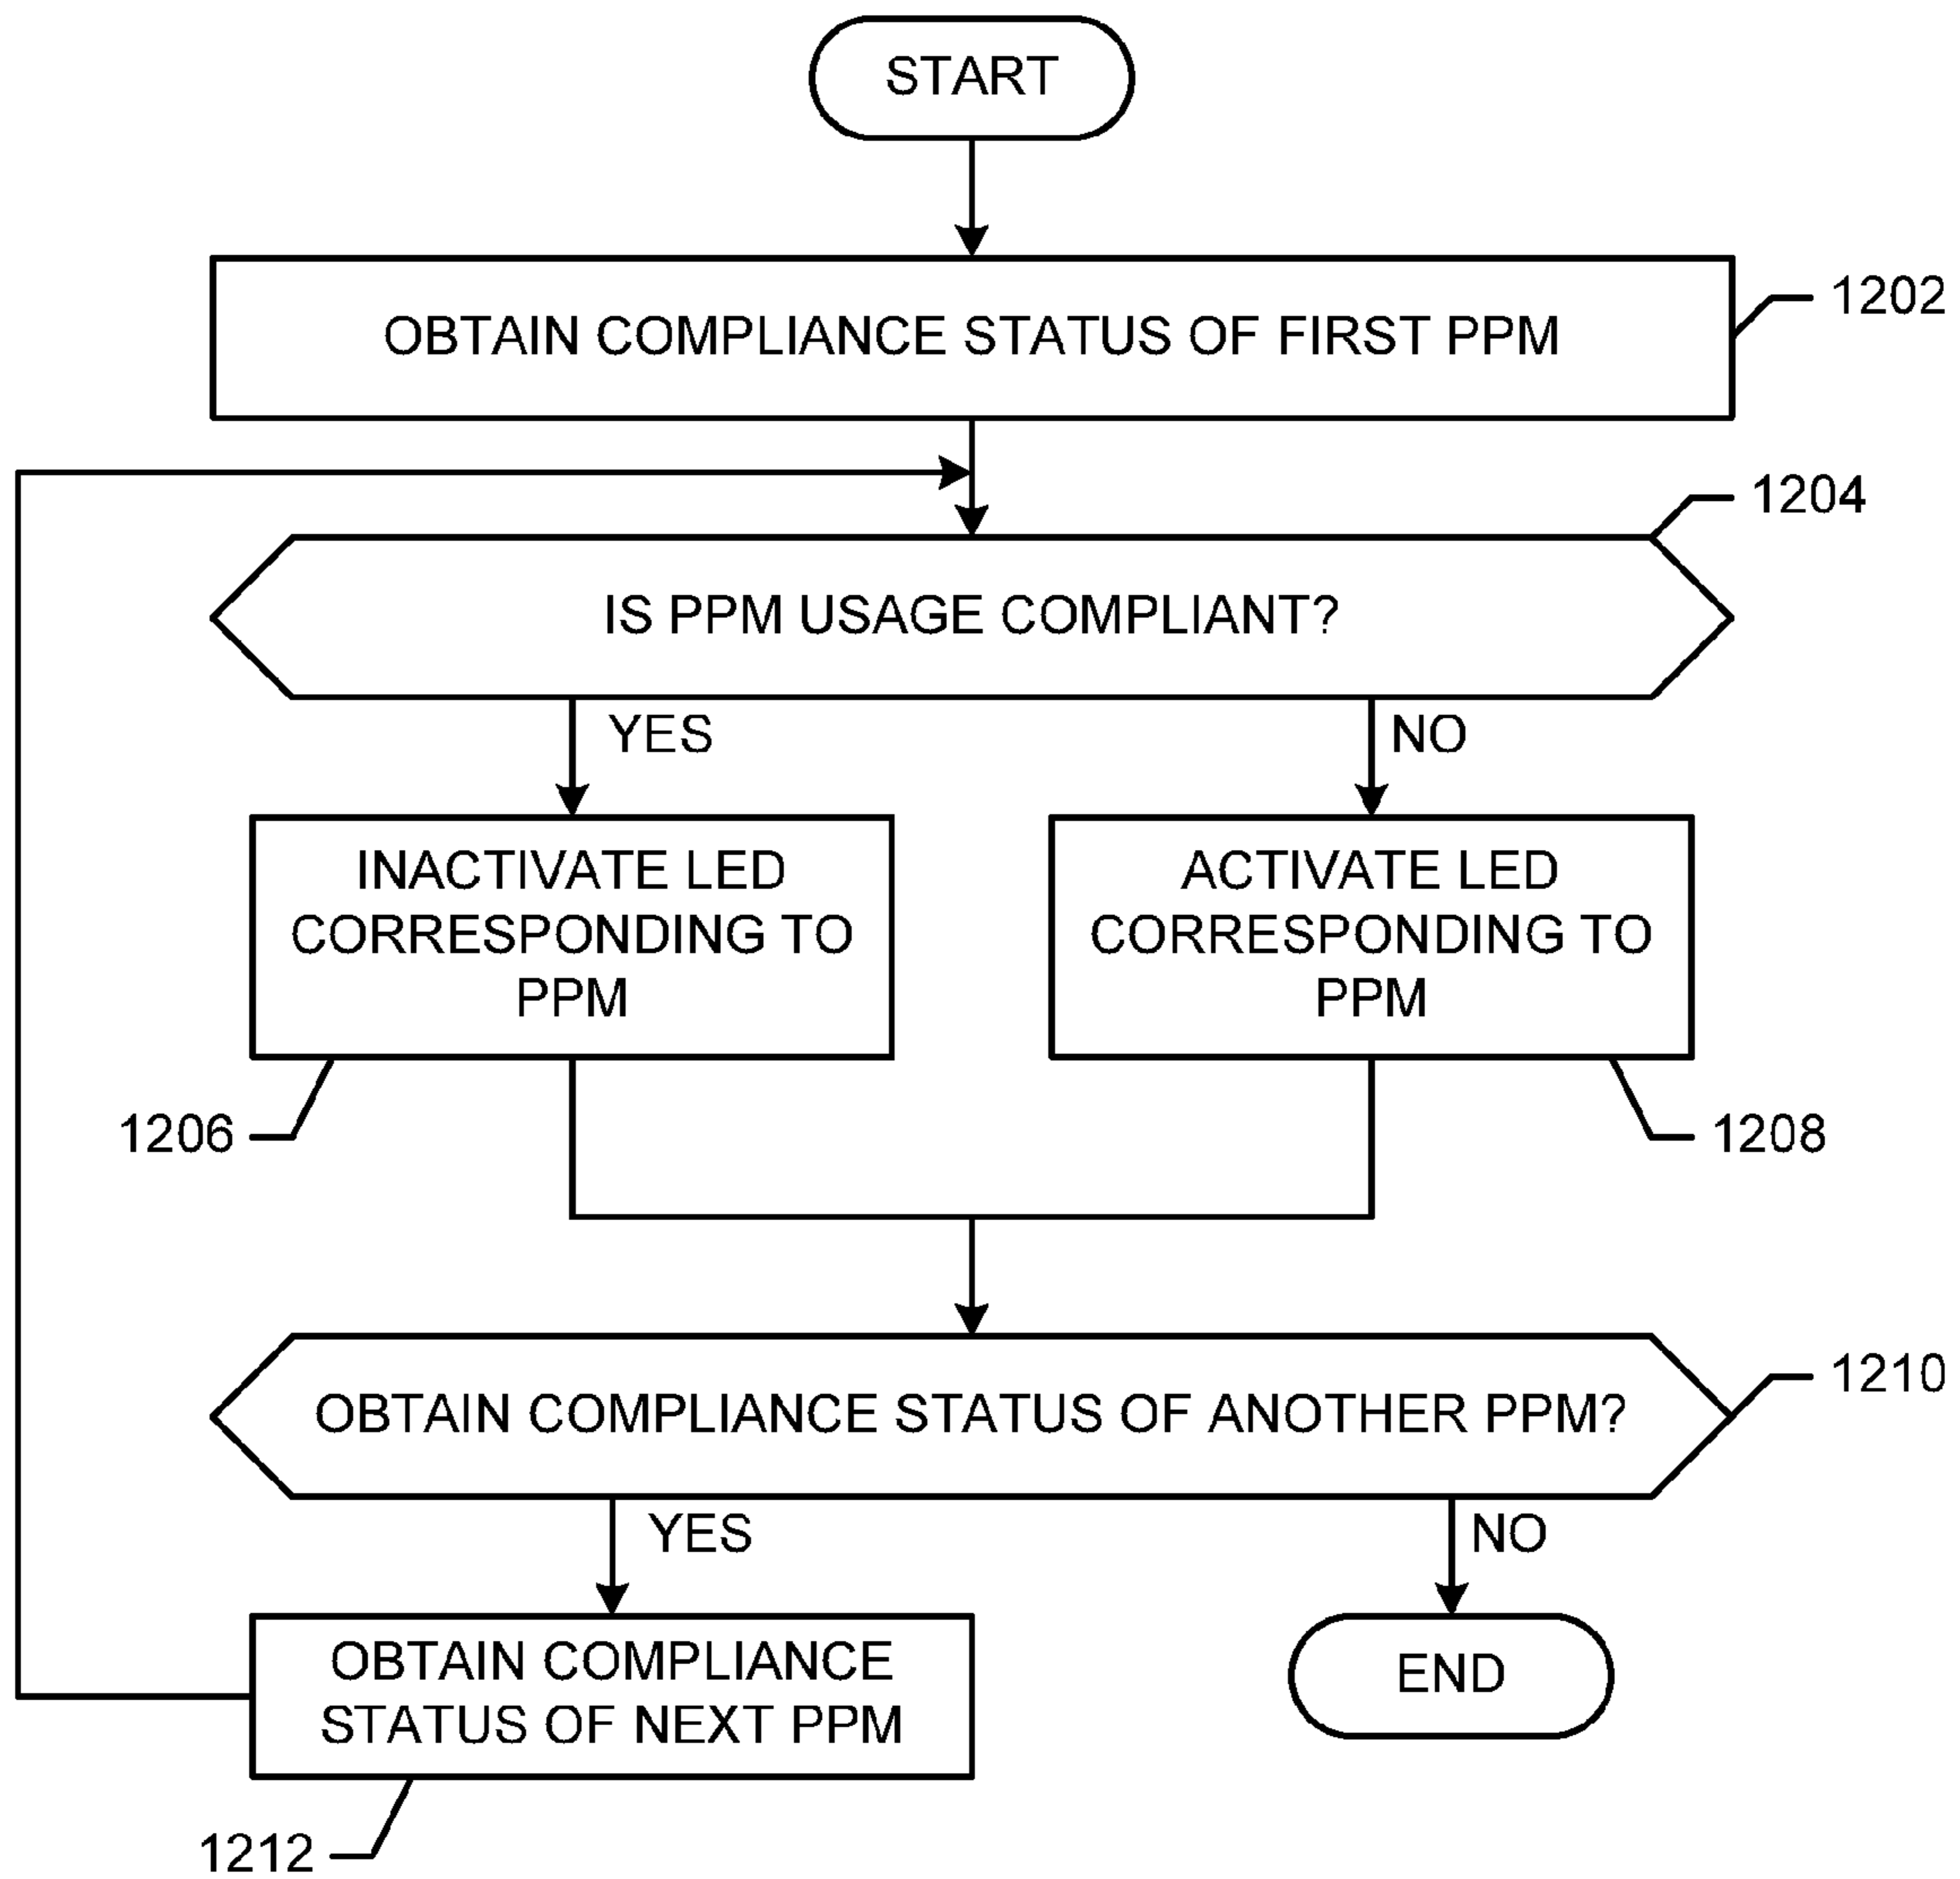 START
OBTAIN COMPLIANCE STATUS OF FIRST PPM
1202
1204
IS PPM USAGE COMPLIANT?
YES
NO
INACTIVATE LED
CORRESPONDING TO
PPM
ACTIVATE LED
CORRESPONDING TO
PPM
1206
1208
OBTAIN COMPLIANCE STATUS OF ANOTHER PPM?
1210
YES
NO
OBTAIN COMPLIANCE
STATUS OF NEXT PPM
END
1212